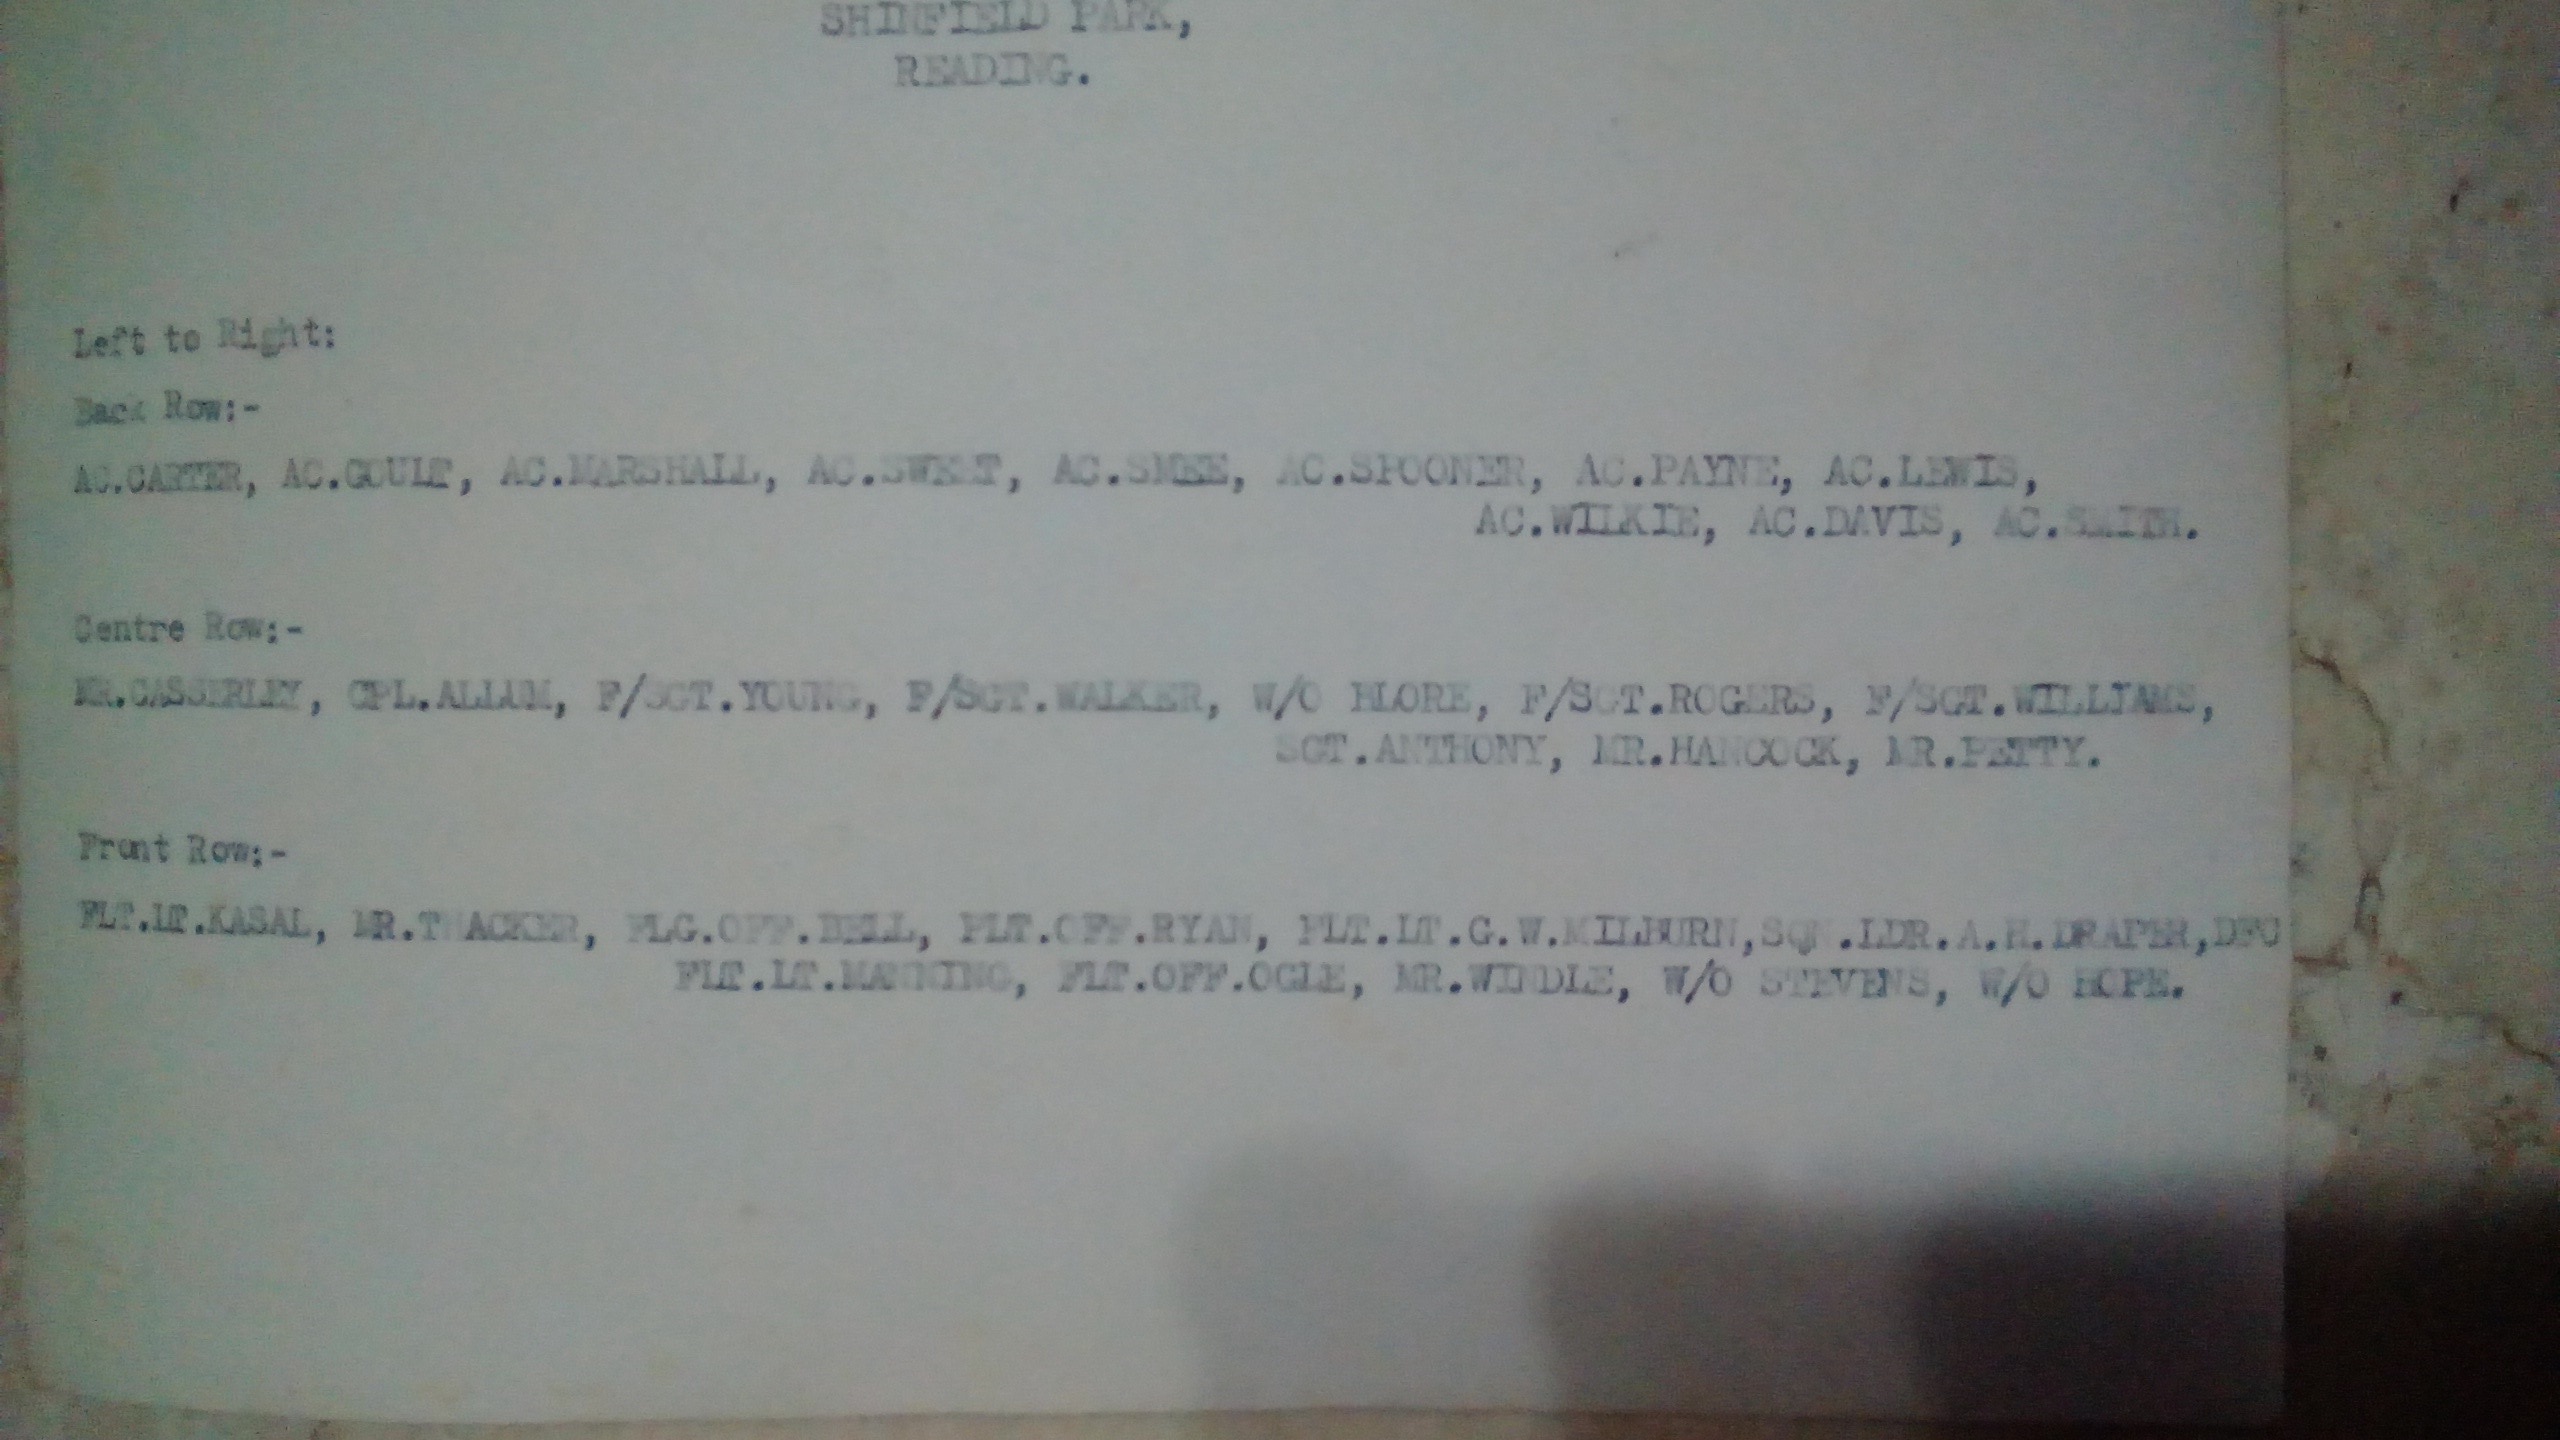 SHINFIELD PARK,
READING.
Left to Right:
Back Row:-
AC.CARTER, AC.GOULT, AC.MARSHALL, AC.SWEET, AC.SMEE, AC.SPOONER, AC.PAYNE, AC.LEWIS,
AC.WILKIE, AC.DAVIS, AC.SMITH.
Centre Row:-
MR.CASSERLEY, CPL.ALLUM, F/SGT.YOUNG, F/SGT.WALKER, W/O BLORE, F/SGT.ROGERS, F/SGT.WILLIAMS,
SGT.ANTHONY, MR.HANCOCK, MR.PETTY.
Front Row:-
FLT.LT.KASAL, MR.THACKER, FLG.OFF.BELL, FLT.OFF.RYAN, FLT.LT.G.W.MILBURN,SQN.LDR.A.H.DRAPER,DFC
FLT.LT.MANNING, FLT.OFF.OGLE, MR.WINDLE, W/O STEVENS, W/O HOPE.